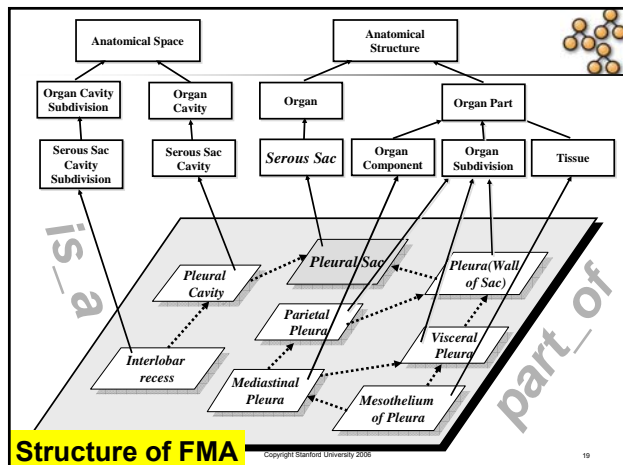 Anatomical Space
Anatomical
Structure
Organ Cavity
Subdivision
Organ
Cavity
Organ
Organ Part
Serous Sac
Cavity
Subdivision
Serous Sac
Cavity
Serous Sac
Organ
Component
Organ
Subdivision
Tissue
is_a
Pleural Sac
Pleura(Wall
of Sac)
Pleural
Cavity
Parietal
Pleura
Visceral
Pleura
part_of
Interlobar
recess
Mediastinal
Pleura
Mesothelium
of Pleura
Structure of FMA
Copyright Stanford University 2006
19